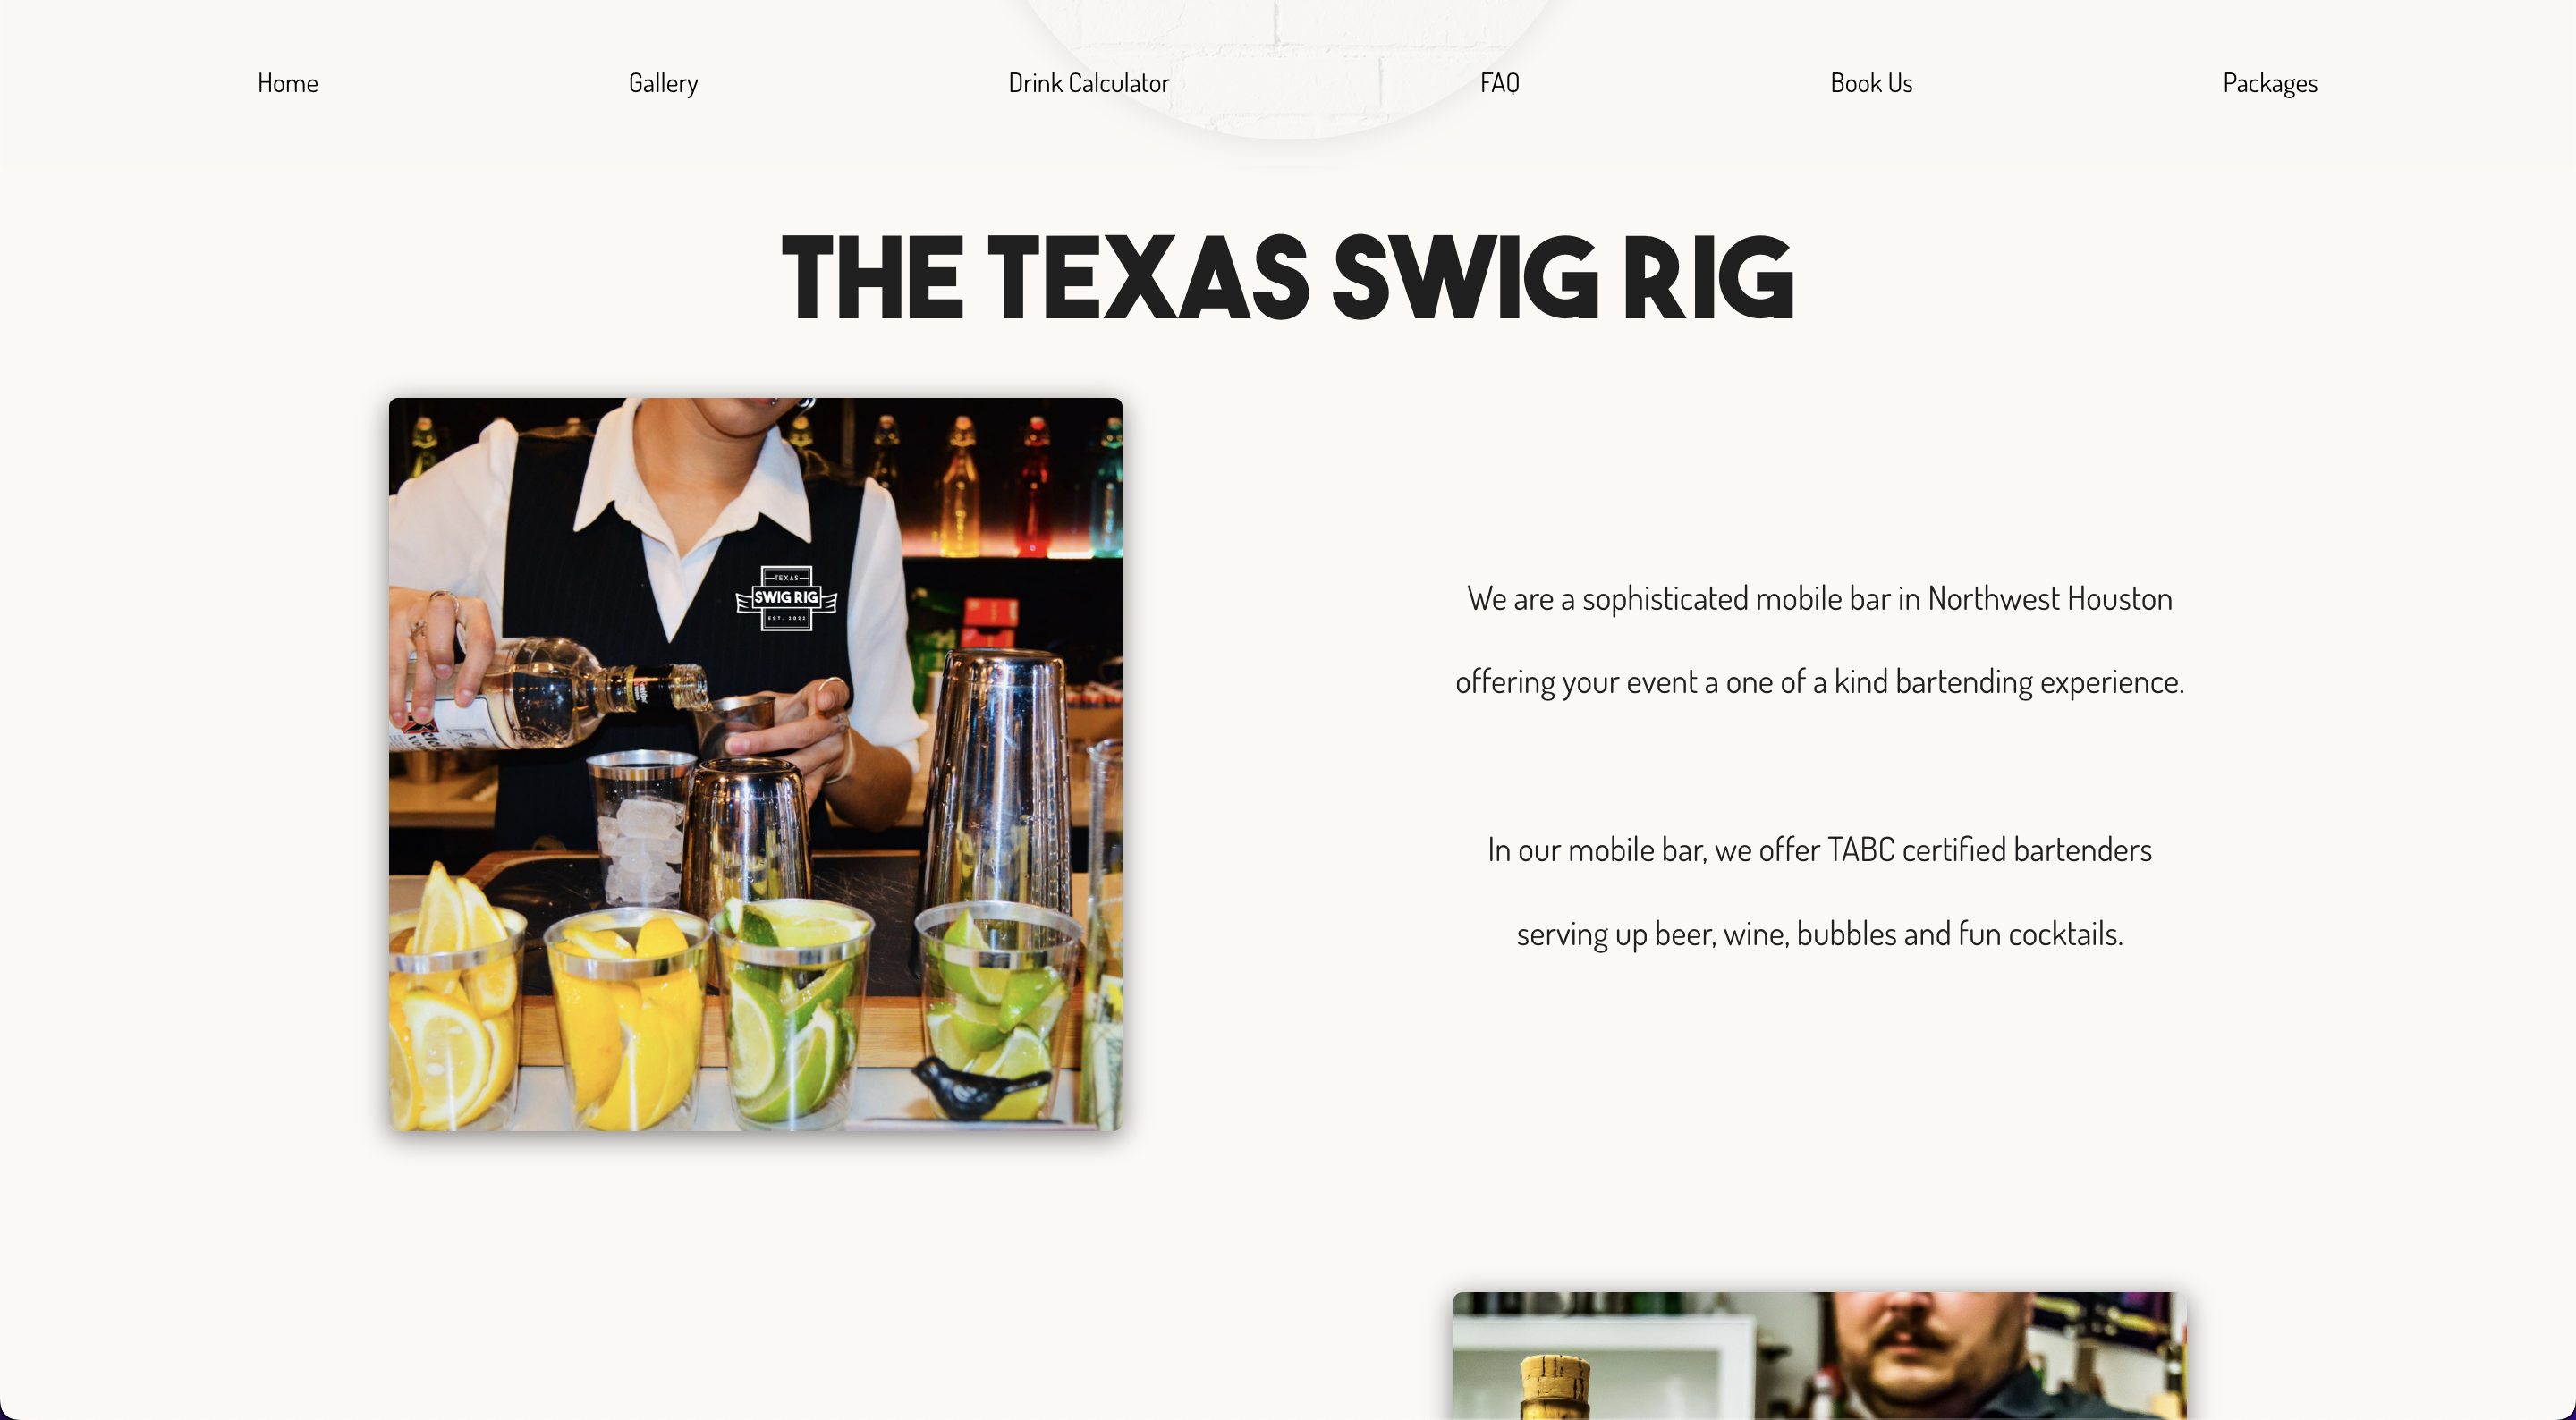 Home
Gallery
Drink Calculator
FAQ
Book Us
Packages
THE TEXAS SWIG RIG
TEXAS
SWIG RIG
We are a sophisticated mobile bar in Northwest Houston
offering your event a one of a kind bartending experience.
In our mobile bar, we offer TABC certified bartenders
serving up beer, wine, bubbles and fun cocktails.